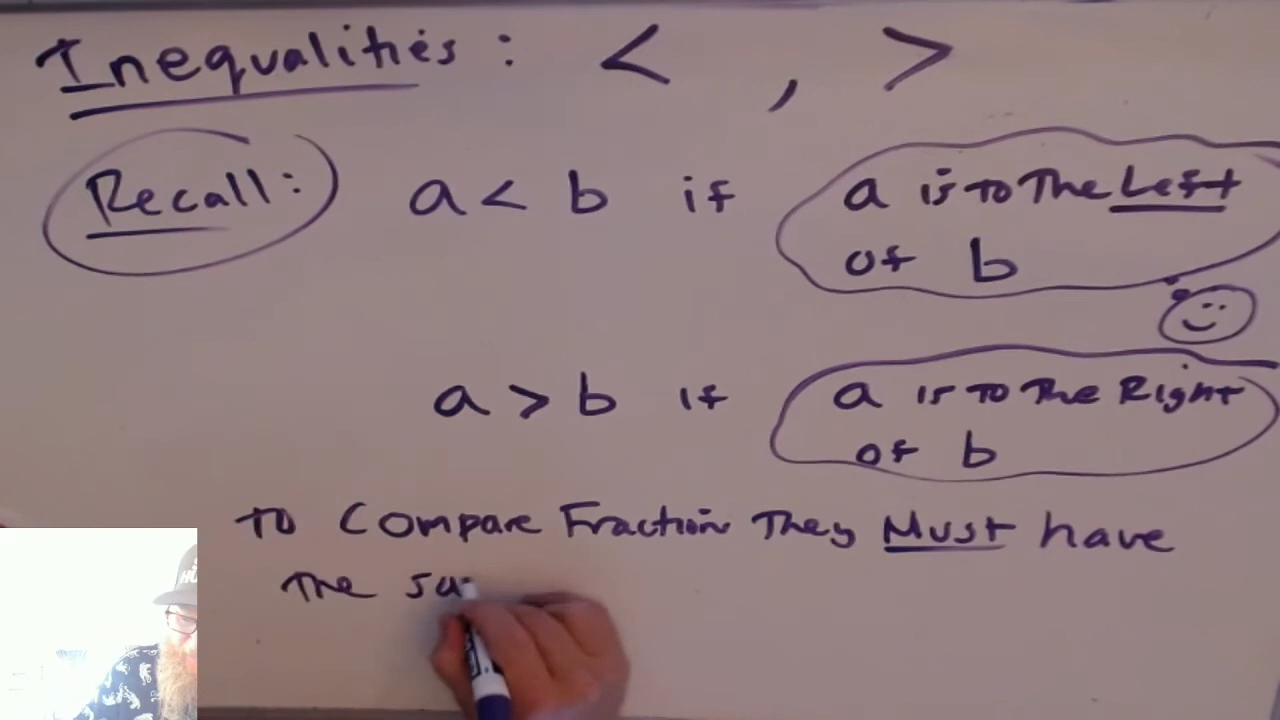 Inequalities: < , >
Recall: a < b if a is to The Left
of b
a > b if a is to The Right
of b
To Compare Fraction They Must have
The sa